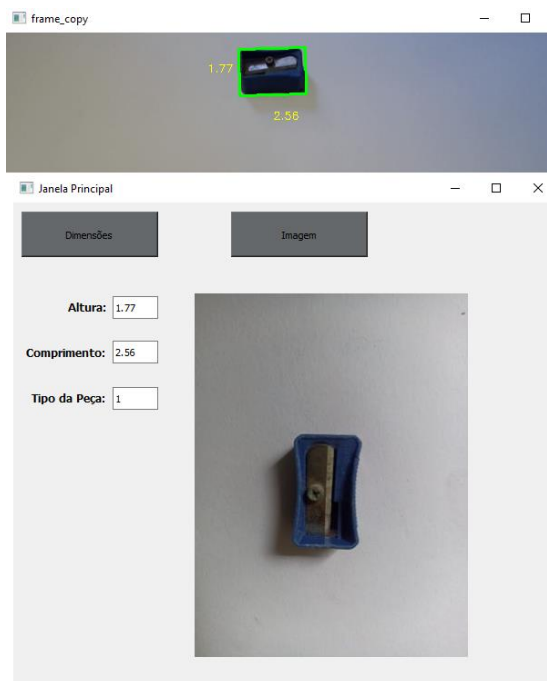 frame_copy
1.77
2.56
Janela Principal
Dimensões
Imagem
Altura: 1.77
Comprimento: 2.56
Tipo da Peça: 1